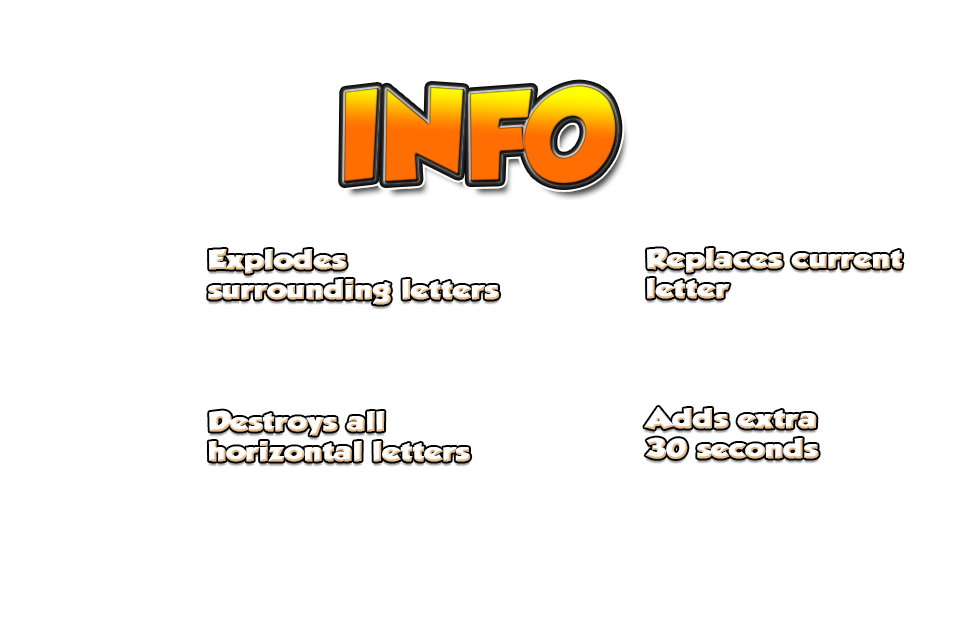 INFO
Explodes
surrounding letters
Replaces current
letter
Destroys all
horizontal letters
Adds extra
30 seconds